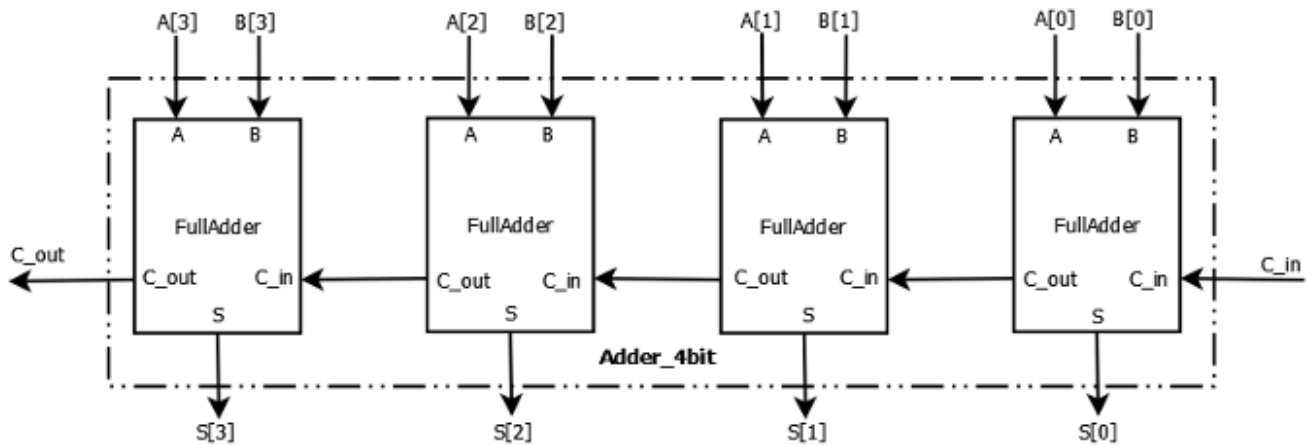 A[3] B[3] A[2] B[2] A[1] B[1] A[0] B[0]
A B A B A B A B
FullAdder FullAdder FullAdder FullAdder
C_out C_out C_in C_out C_in C_out C_in C_out C_in C_in
S S S S
Adder_4bit
S[3] S[2] S[1] S[0]